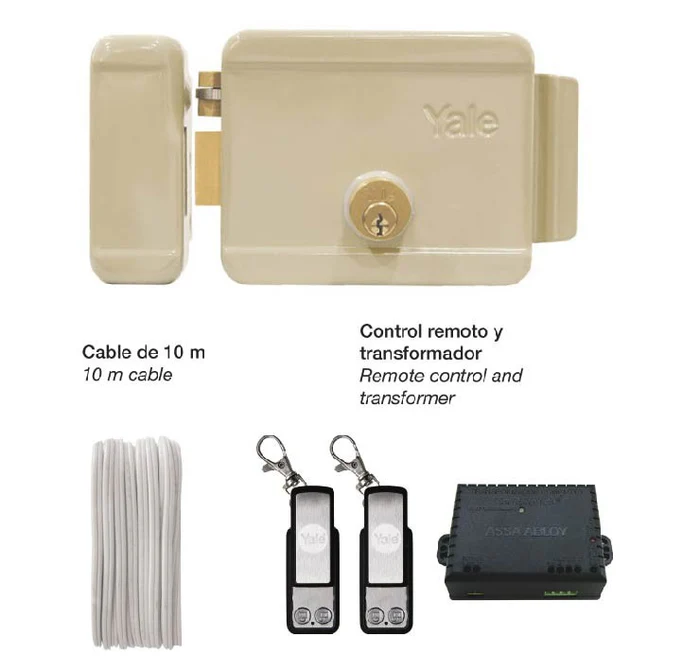 Yale
Cable de 10 m
10 m cable
Control remoto y
transformador
Remote control and
transformer
Yale
Yale
ASSA ABLOY